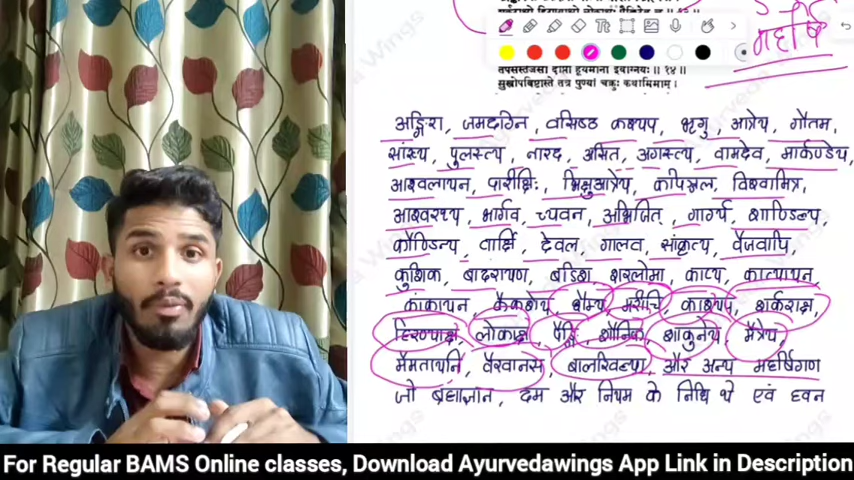 महर्षि
तपसस्तेजसा दीप्ता हूयमाना इवाग्नयः॥ १४॥
सुखोपविष्टास्ते तत्र पुण्यां चक्रुः कथामिमाम्।
अङ्गिरा, जमदग्नि, वसिष्ठ कश्यप, भृगु, आत्रेय, गौतम,
सांख्य, पुलस्त्य, नारद, असित, अगस्त्य, वामदेव, मार्कण्डेय,
आश्वलायन, पारीक्षिः, भिक्षुआत्रेय, कपिञ्जल, विश्वामित्र,
आश्वरथ्य, भार्गव, च्यवन, अभिजित, गार्ग्य, शाण्डिल्य,
कौण्डिल्य, वार्क्षि, देवल गालव, सांकृत्य, वैजवापि,
कुशिक, बादरायण, बडिश शरलोमा, काप्य, कात्यायन,
कांकायन, कैकशेय, धौम्य मरीचि, काश्यप, शर्कराक्ष,
हिरण्याक्ष, लोकाक्ष, पैङ्गि, शौनिक, शाकुनेय, मैत्रेय,
मैमतायनि, वैखानस, बालखिल्या, और अन्य महर्षिगण
जो ब्रह्मज्ञान, दम और नियम के निधि थे एवं हवन
For Regular BAMS Online classes, Download Ayurvedawings App Link in Description